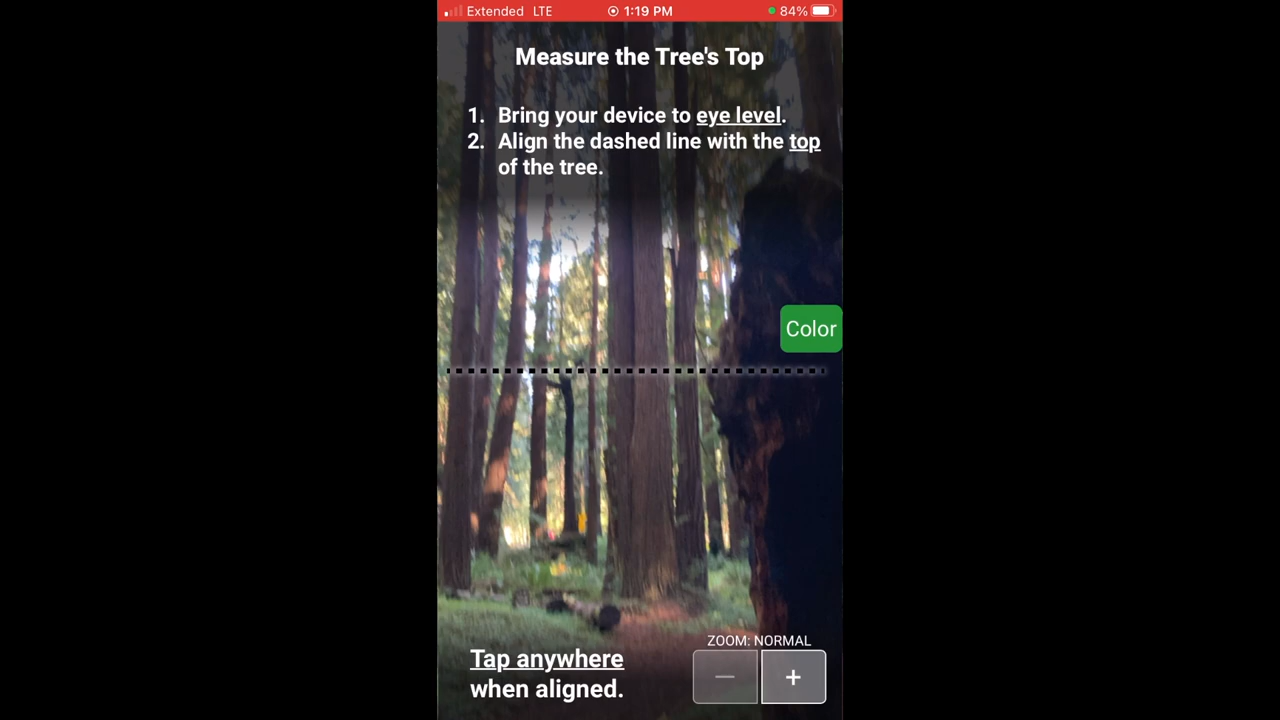 Extended LTE 1:19 PM 84%
Measure the Tree's Top
1. Bring your device to eye level.
2. Align the dashed line with the top
of the tree.
Color
ZOOM: NORMAL
Tap anywhere
when aligned.
− +